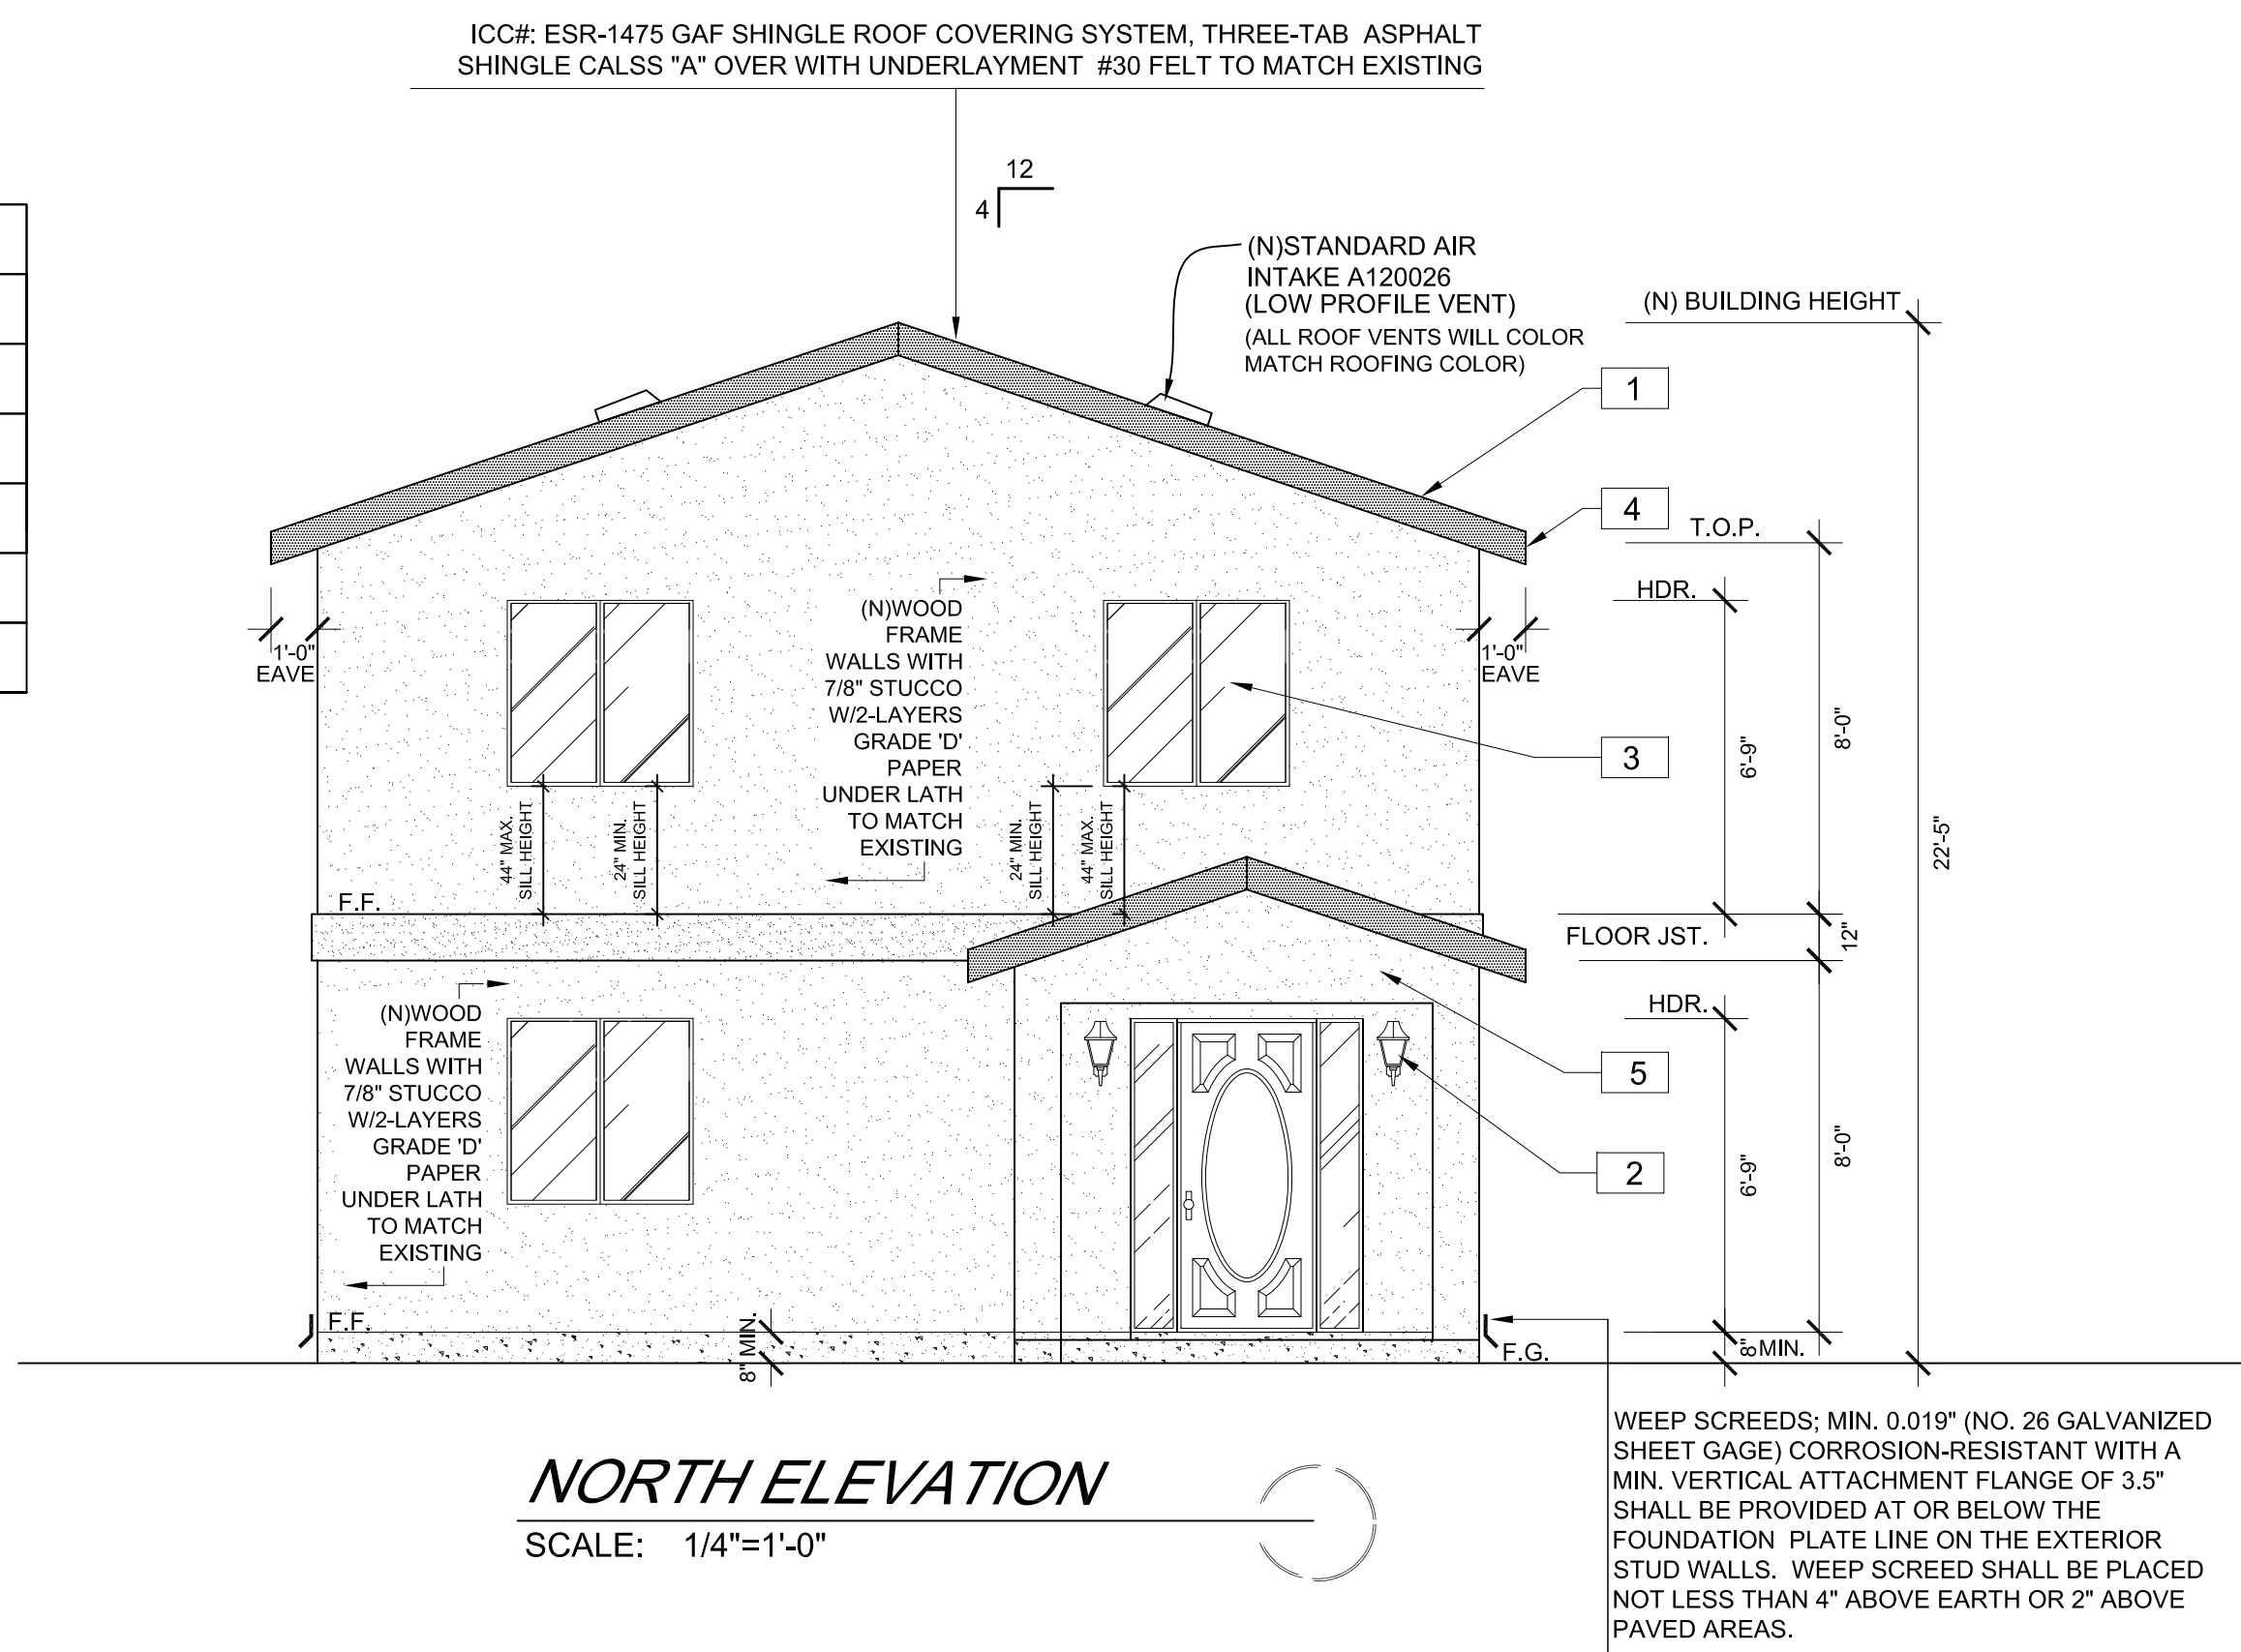 ICC#: ESR-1475 GAF SHINGLE ROOF COVERING SYSTEM, THREE-TAB ASPHALT
SHINGLE CALSS "A" OVER WITH UNDERLAYMENT #30 FELT TO MATCH EXISTING
12
4
(N)STANDARD AIR
INTAKE A120026
(LOW PROFILE VENT)
(ALL ROOF VENTS WILL COLOR
MATCH ROOFING COLOR)
(N) BUILDING HEIGHT
1
4
T.O.P.
HDR.
1'-0"
EAVE
(N)WOOD
FRAME
WALLS WITH
7/8" STUCCO
W/2-LAYERS
GRADE 'D'
PAPER
UNDER LATH
TO MATCH
EXISTING
1'-0"
EAVE
3
6'-9"
8'-0"
22'-5"
44" MAX.
SILL HEIGHT
24" MIN.
SILL HEIGHT
24" MIN.
SILL HEIGHT
44" MAX.
SILL HEIGHT
F.F.
FLOOR JST.
12"
HDR.
(N)WOOD
FRAME
WALLS WITH
7/8" STUCCO
W/2-LAYERS
GRADE 'D'
PAPER
UNDER LATH
TO MATCH
EXISTING
5
2
6'-9"
8'-0"
F.F.
8" MIN.
F.G.
8" MIN.
WEEP SCREEDS; MIN. 0.019" (NO. 26 GALVANIZED
SHEET GAGE) CORROSION-RESISTANT WITH A
MIN. VERTICAL ATTACHMENT FLANGE OF 3.5"
SHALL BE PROVIDED AT OR BELOW THE
FOUNDATION PLATE LINE ON THE EXTERIOR
STUD WALLS. WEEP SCREED SHALL BE PLACED
NOT LESS THAN 4" ABOVE EARTH OR 2" ABOVE
PAVED AREAS.
NORTH ELEVATION
SCALE: 1/4"=1'-0"